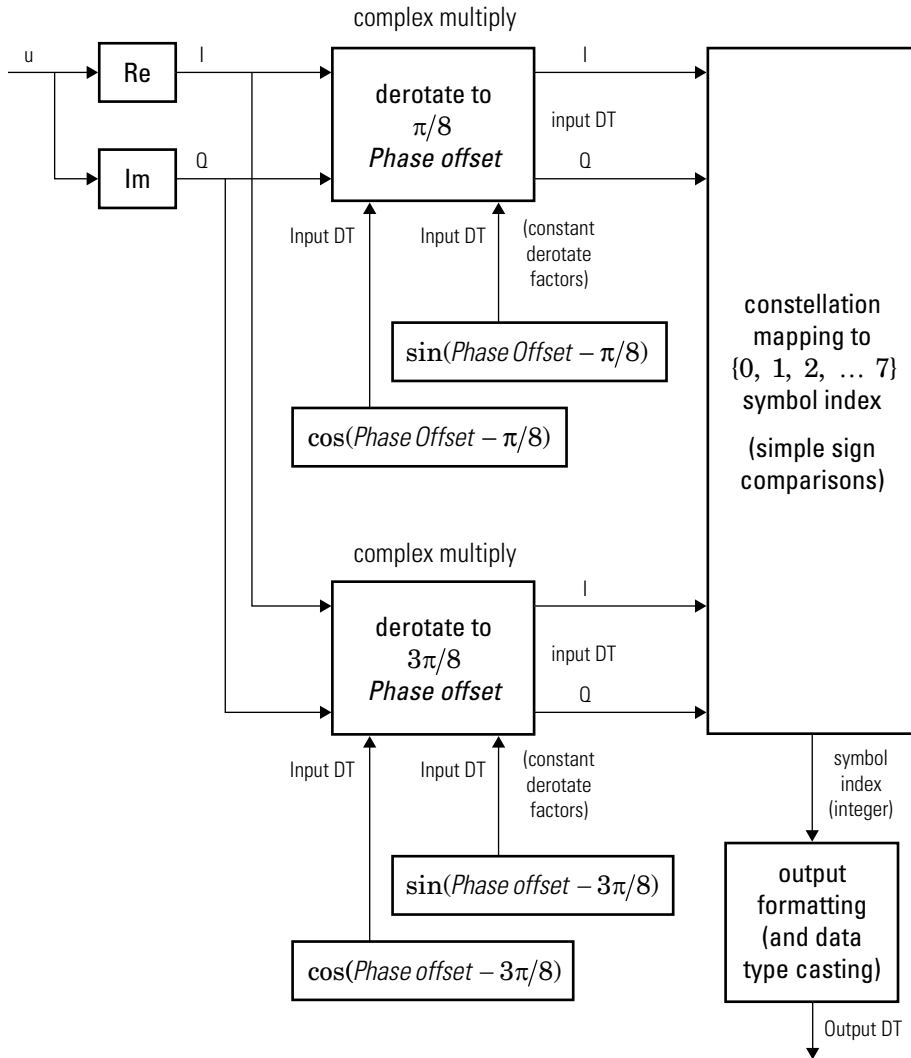 complex multiply
u
Re
I
derotate to
π/8
Phase offset
I
input DT
Q
Im
Q
Input DT
Input DT
(constant
derotate
factors)
sin(Phase Offset – π/8)
cos(Phase Offset – π/8)
constellation
mapping to
{0, 1, 2, ... 7}
symbol index
(simple sign
comparisons)
complex multiply
derotate to
3π/8
Phase offset
I
input DT
Q
Input DT
Input DT
(constant
derotate
factors)
sin(Phase offset – 3π/8)
cos(Phase offset – 3π/8)
symbol
index
(integer)
output
formatting
(and data
type casting)
Output DT